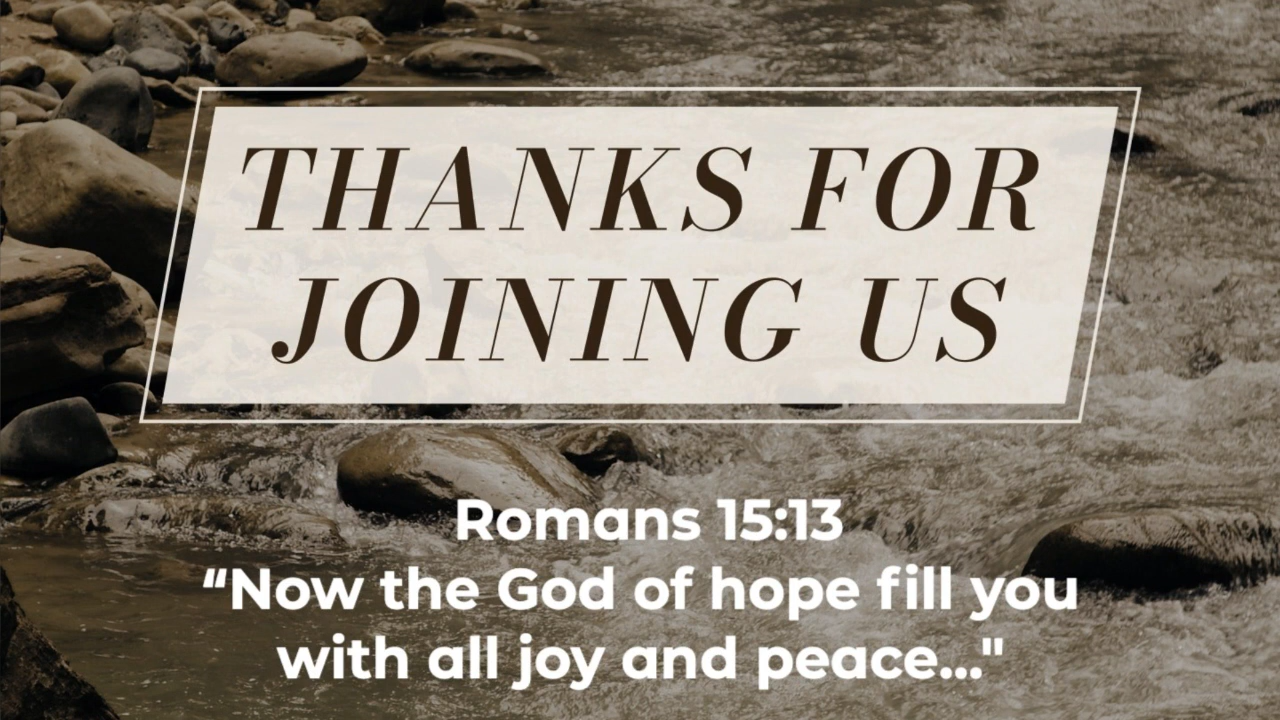 THANKS FOR
JOINING US
Romans 15:13
“Now the God of hope fill you
with all joy and peace..."